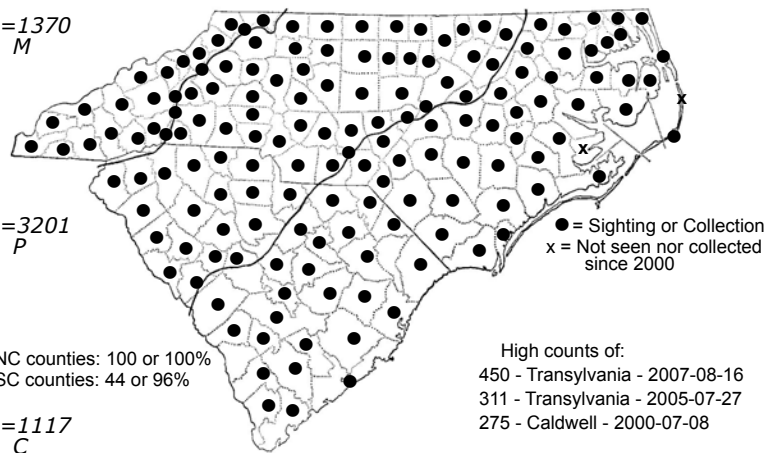 =1370
M
=3201
P
● = Sighting or Collection
x = Not seen nor collected
since 2000
NC counties: 100 or 100%
SC counties: 44 or 96%
High counts of:
450 - Transylvania - 2007-08-16
311 - Transylvania - 2005-07-27
275 - Caldwell - 2000-07-08
=1117
C
x
x